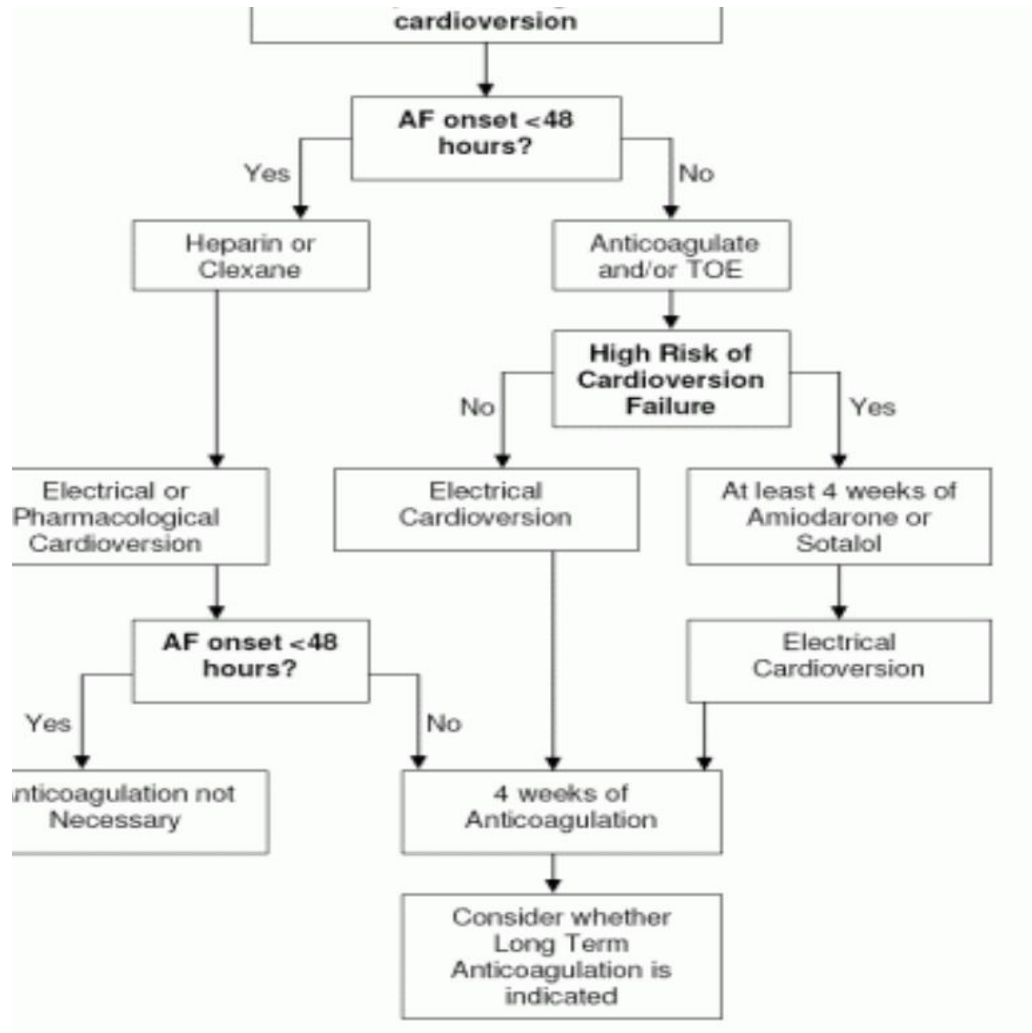 cardioversion
AF onset <48
hours?
Yes
No
Heparin or
Clexane
Anticoagulate
and/or TOE
High Risk of
Cardioversion
Failure
No
Yes
Electrical or
Pharmacological
Cardioversion
Electrical
Cardioversion
At least 4 weeks of
Amiodarone or
Sotalol
AF onset <48
hours?
Electrical
Cardioversion
Yes
No
nticoagulation not
Necessary
4 weeks of
Anticoagulation
Consider whether
Long Term
Anticoagulation is
indicated